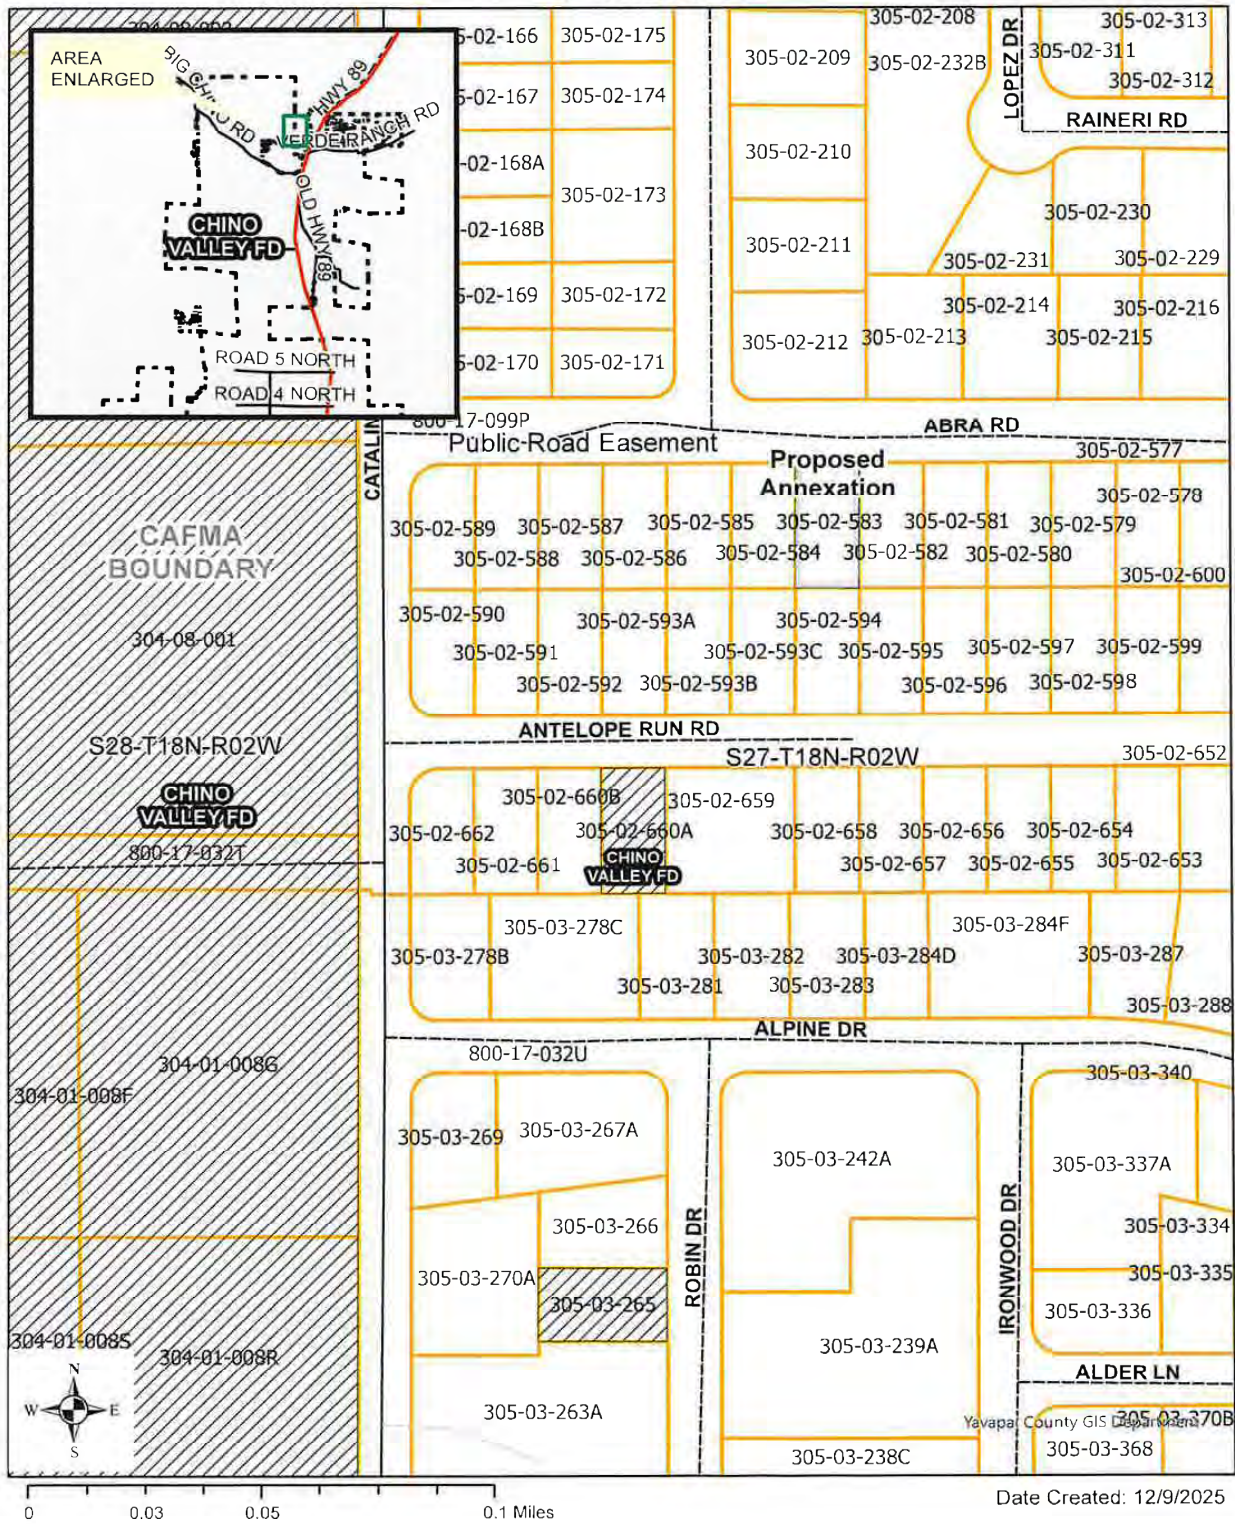 304-08-002
AREA
ENLARGED
BIG CHINO RD
HWY 89
VERDE RANCH RD
OLD HWY 89
CHINO
VALLEY FD
ROAD 5 NORTH
ROAD 4 NORTH
5-02-166
305-02-175
5-02-167
305-02-174
-02-168A
305-02-173
-02-168B
5-02-169
305-02-172
5-02-170
305-02-171
305-02-208
305-02-209
305-02-232B
LOPEZ DR
305-02-313
305-02-311
305-02-312
RAINERI RD
305-02-210
305-02-230
305-02-211
305-02-231
305-02-229
305-02-214
305-02-216
305-02-212
305-02-213
305-02-215
800-17-099P
ABRA RD
Public Road Easement
305-02-577
CATALIN
Proposed
Annexation
305-02-578
305-02-589
305-02-587
305-02-585
305-02-583
305-02-581
305-02-579
305-02-588
305-02-586
305-02-584
305-02-582
305-02-580
305-02-600
CAFMA
BOUNDARY
304-08-001
305-02-590
305-02-593A
305-02-594
305-02-591
305-02-593C
305-02-595
305-02-597
305-02-599
305-02-592
305-02-593B
305-02-596
305-02-598
ANTELOPE RUN RD
S28-T18N-R02W
S27-T18N-R02W
305-02-652
CHINO
VALLEY FD
305-02-660B
305-02-659
305-02-662
305-02-660A
305-02-658
305-02-656
305-02-654
800-17-032T
305-02-661
CHINO
VALLEY FD
305-02-657
305-02-655
305-02-653
305-03-278C
305-03-284F
305-03-278B
305-03-282
305-03-284D
305-03-287
305-03-281
305-03-283
305-03-288
ALPINE DR
800-17-032U
304-01-008G
305-03-340
304-01-008F
305-03-269
305-03-267A
305-03-242A
305-03-337A
305-03-266
ROBIN DR
IRONWOOD DR
305-03-334
305-03-270A
305-03-265
305-03-335
305-03-336
304-01-008S
304-01-008R
305-03-239A
ALDER LN
N
W
E
S
305-03-263A
Yavapai County GIS Department
305-03-370B
305-03-238C
305-03-368
0
0.03
0.05
0.1 Miles
Date Created: 12/9/2025